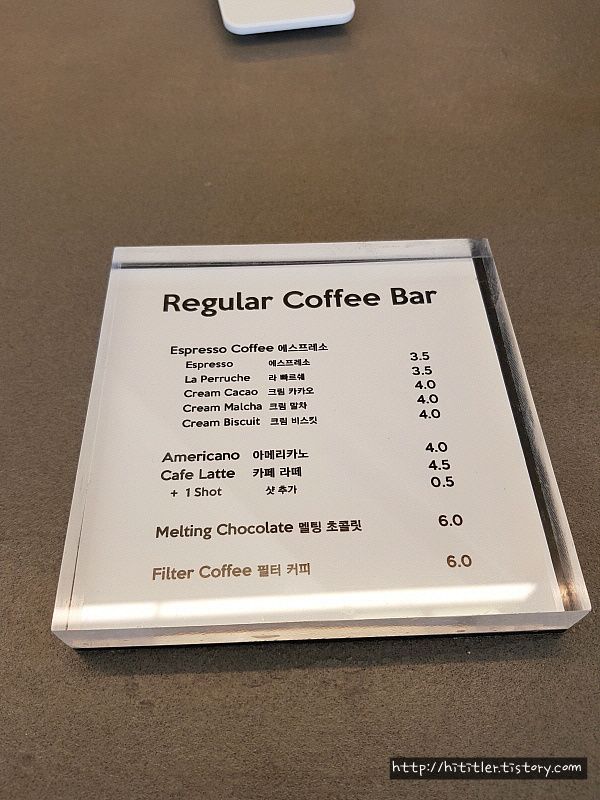 Regular Coffee Bar
Espresso Coffee 에스프레소
Espresso 에스프레소 3.5
La Perruche 라 빼르쉐 3.5
Cream Cacao 크림 카카오 4.0
Cream Malcha 크림 말차 4.0
Cream Biscuit 크림 비스킷 4.0
Americano 아메리카노 4.0
Cafe Latte 카페 라떼 4.5
+ 1 Shot 샷 추가 0.5
Melting Chocolate 멜팅 초콜릿 6.0
Filter Coffee 필터 커피 6.0
http://hititler.tistory.com